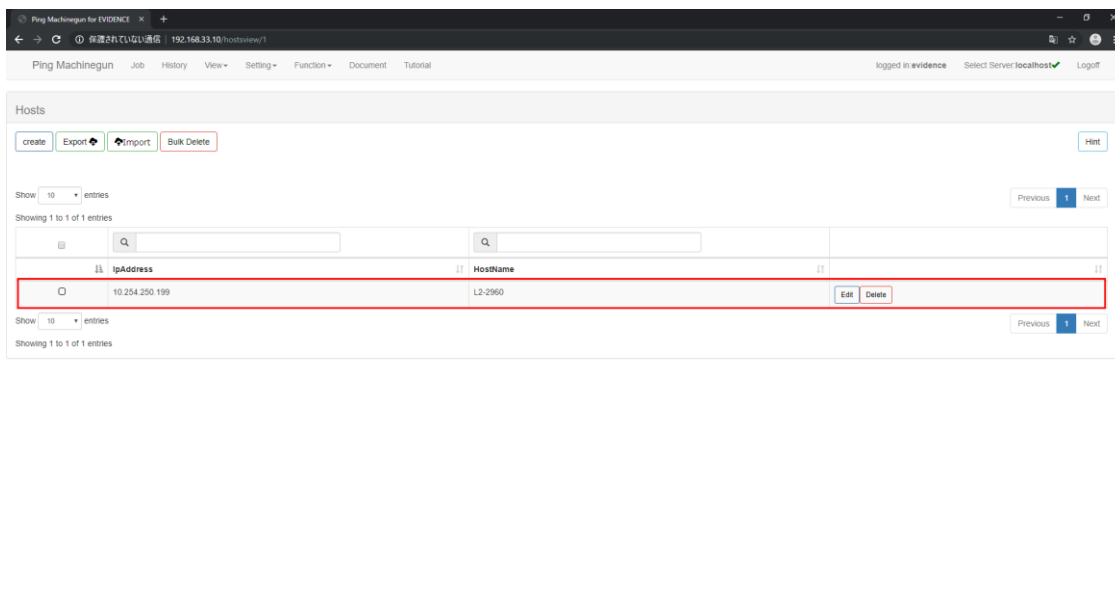 Ping Machinegun for EVIDENCE
保護されていない通信 | 192.168.33.10/hostsview/1
Ping Machinegun Job History View Setting Function Document Tutorial logged in:evidence Select Server:localhost Logoff
Hosts
create Export Import Bulk Delete Hint
Show 10 entries Previous 1 Next
Showing 1 to 1 of 1 entries
IpAddress HostName
10.254.250.199 L2-2960 Edit Delete
Show 10 entries Previous 1 Next
Showing 1 to 1 of 1 entries